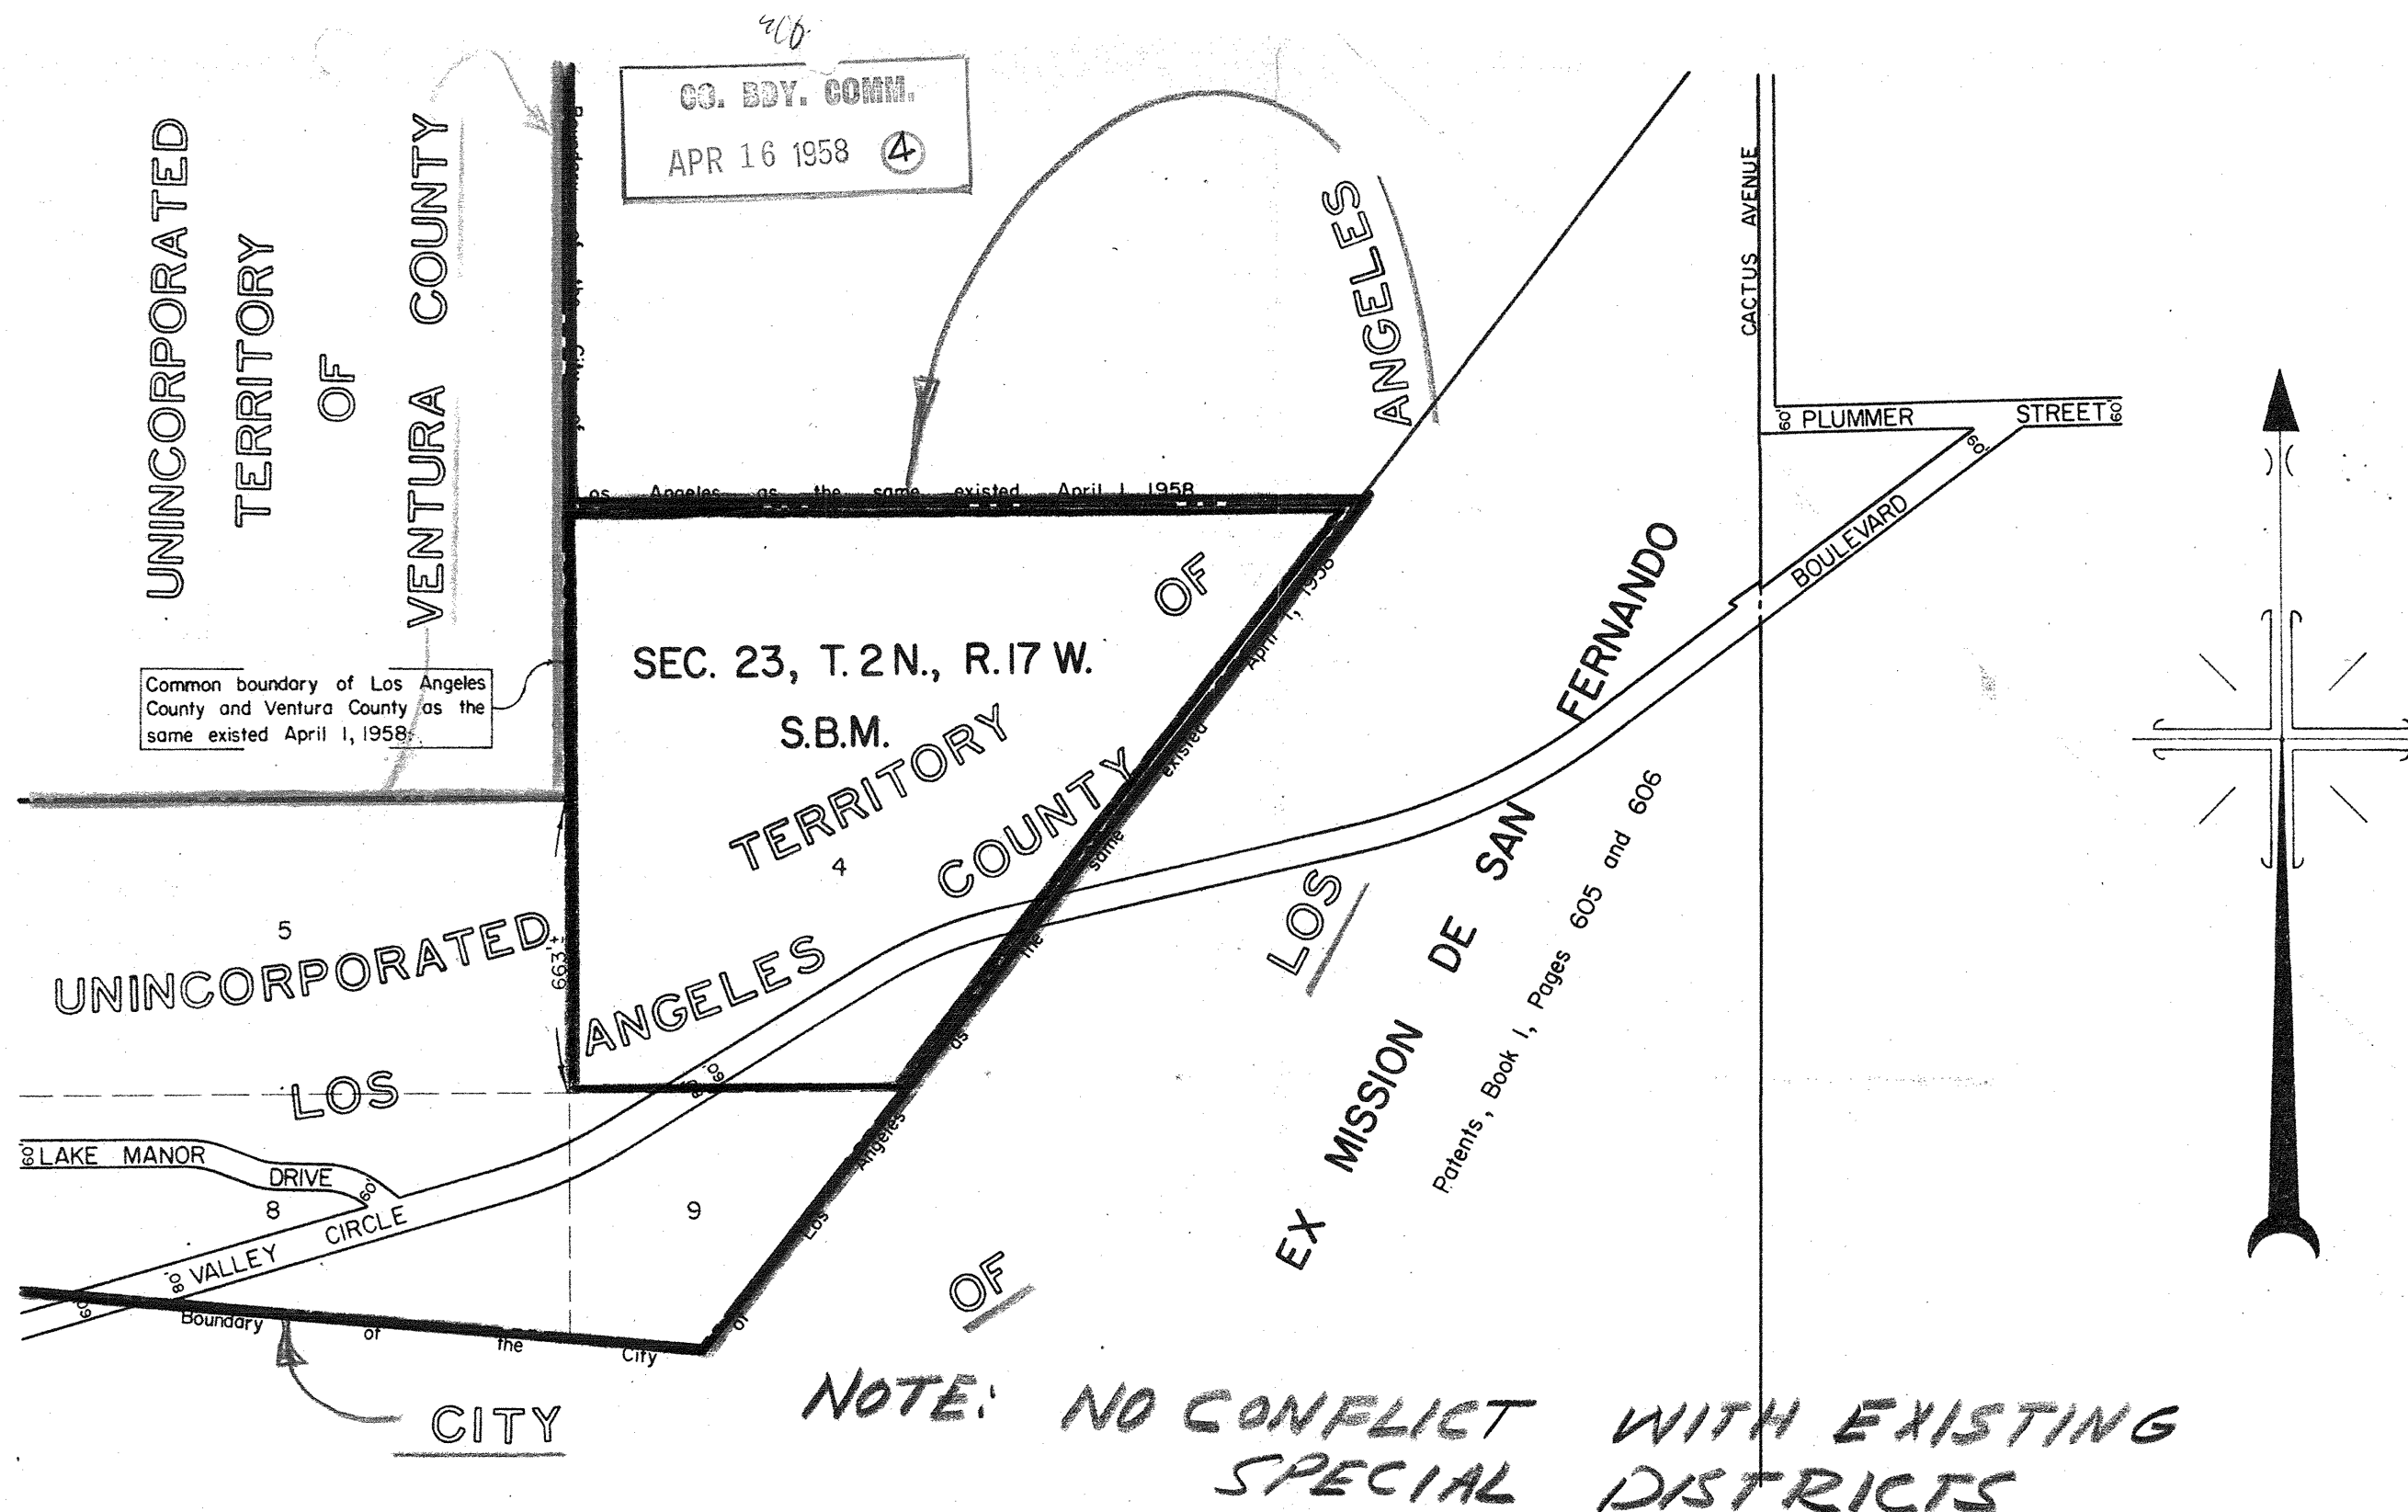 CO. BDY. COMM.
APR 16 1958 4
UNINCORPORATED
TERRITORY
OF
VENTURA COUNTY
ANGELES
CACTUS AVENUE
60' PLUMMER STREET 60'
60'
BOULEVARD
os Angeles as the same existed April 1, 1958
OF
April 1, 1958
existed
same
the
as
Angeles
Los
of
SEC. 23, T. 2 N., R. 17 W.
S.B.M.
FERNANDO
Common boundary of Los Angeles
County and Ventura County as the
same existed April 1, 1958.
TERRITORY
COUNTY
4
5
UNINCORPORATED
663'±
ANGELES
LOS
SAN
DE
MISSION
EX
Patents, Book 1, Pages 605 and 606
LOS
60'
60' LAKE MANOR
DRIVE
60'
8
9
80' VALLEY CIRCLE
60'
OF
Boundary of the City
CITY
NOTE: NO CONFLICT WITH EXISTING
SPECIAL DISTRICTS